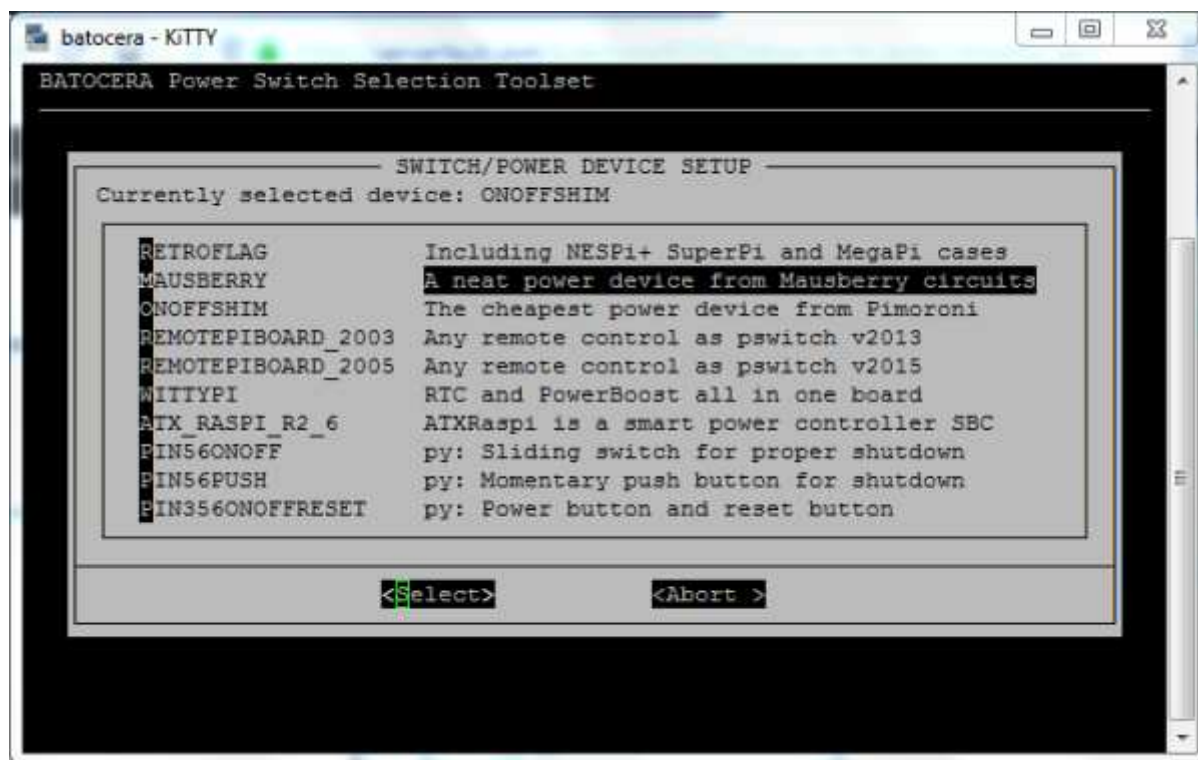 batocera - KiTTY
BATOCERA Power Switch Selection Toolset
SWITCH/POWER DEVICE SETUP
Currently selected device: ONOFFSHIM
RETROFLAG Including NESPi+ SuperPi and MegaPi cases
MAUSBERRY A neat power device from Mausberry circuits
ONOFFSHIM The cheapest power device from Pimoroni
REMOTEPIBOARD_2003 Any remote control as pswitch v2013
REMOTEPIBOARD_2005 Any remote control as pswitch v2015
WITTYPI RTC and PowerBoost all in one board
ATX_RASPI_R2_6 ATXRaspi is a smart power controller SBC
PIN56ONOFF py: Sliding switch for proper shutdown
PIN56PUSH py: Momentary push button for shutdown
PIN356ONOFFRESET py: Power button and reset button
<Select> <Abort >